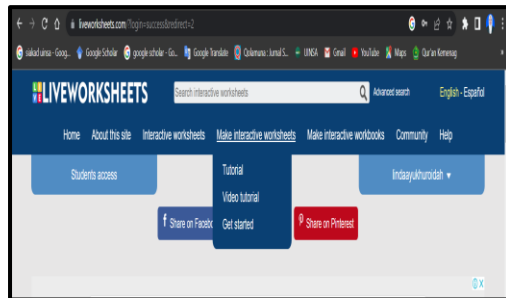 liveworksheets.com/?login=success&redirect=2
siakad uinsa - Goog... Google Scholar google scholar - Go... Google Translate Qolamuna : Jurnal S... UINSA Gmail YouTube Maps Qur'an Kemenag
LIVEWORKSHEETS Search interactive worksheets Advanced search English - Español
Home About this site Interactive worksheets Make interactive worksheets Make interactive workbooks Community Help
Students access Tutorial lindaayukhuroidah
Video tutorial
Share on Facebo Get started Share on Pinterest